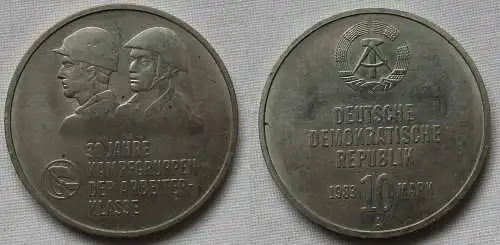 30 JAHRE
KAMPFGRUPPEN
DER ARBEITER-
KLASSE
DEUTSCHE
DEMOKRATISCHE
REPUBLIK
1983 10 MARK
A